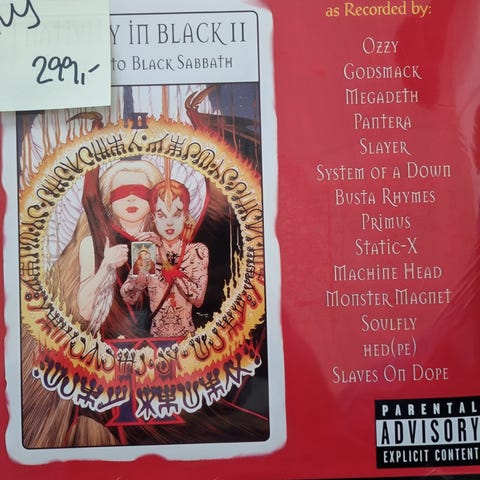 299,-
Y IN BLACK II
TO BLACK SABBATH
II
as Recorded by:
OZZY
GODSMACK
MEGADETH
PANTERA
SLAYER
SYSTEM OF A DOWN
BUSTA RHYMES
PRIMUS
STATIC-X
MACHINE HEAD
MONSTER MAGNET
SOULFLY
HED(PE)
SLAVES ON DOPE
PARENTAL
ADVISORY
EXPLICIT CONTENT